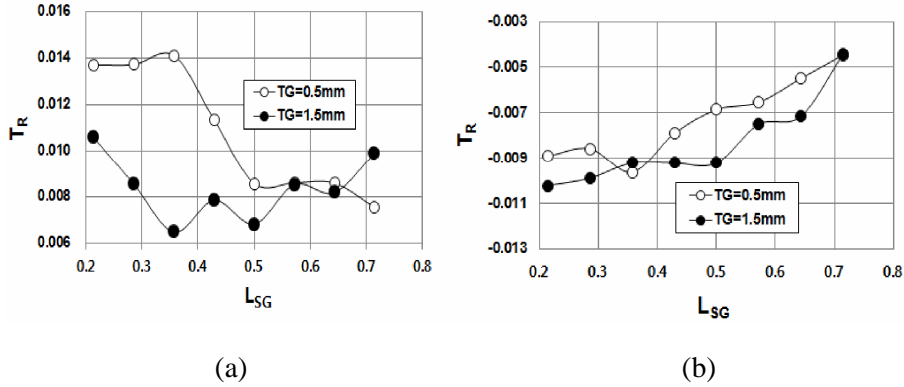 0.016
0.014
0.012
0.010
0.008
0.006
T_R
0.2 0.3 0.4 0.5 0.6 0.7 0.8
L_SG
TG=0.5mm
TG=1.5mm
(a)
-0.003
-0.005
-0.007
-0.009
-0.011
-0.013
T_R
0.2 0.3 0.4 0.5 0.6 0.7 0.8
L_SG
TG=0.5mm
TG=1.5mm
(b)